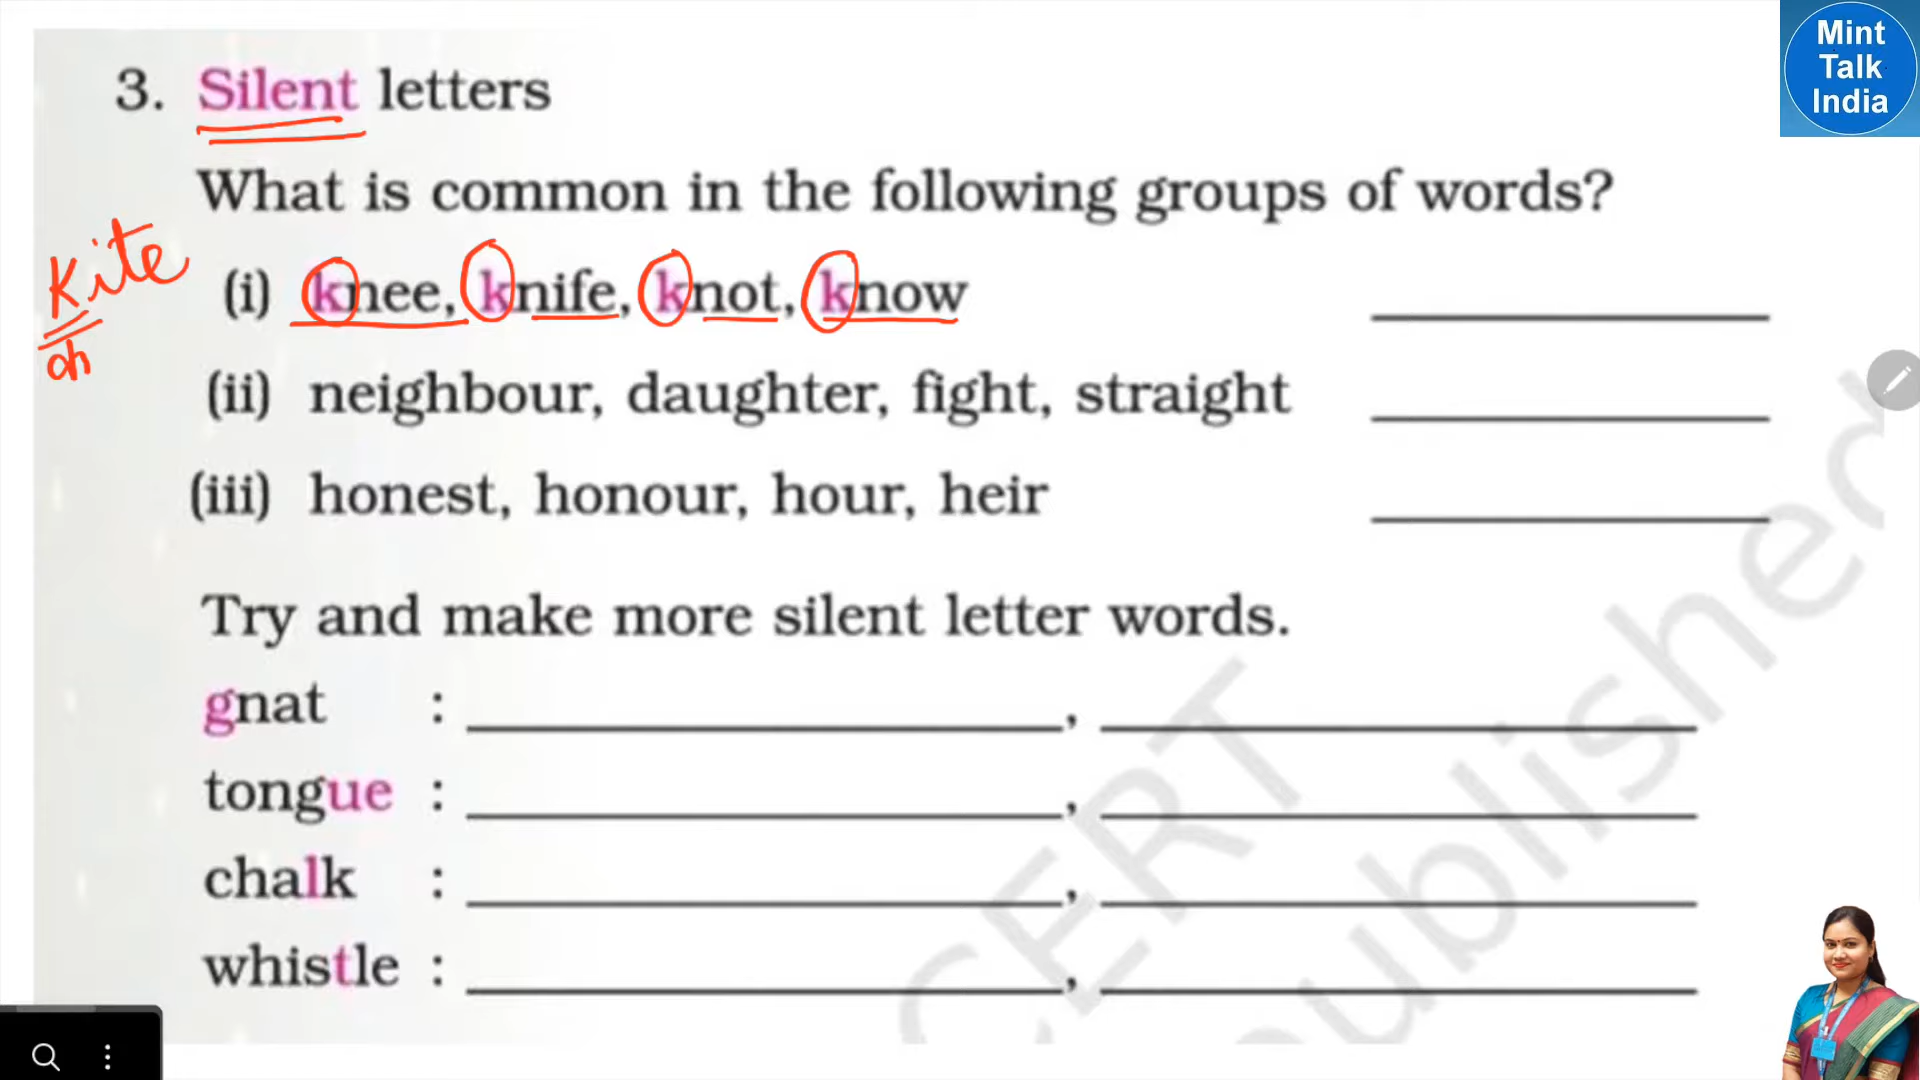 Mint
Talk
India
3. Silent letters
What is common in the following groups of words?
Kite
(i) knee, knife, knot, know
(ii) neighbour, daughter, fight, straight
(iii) honest, honour, hour, heir
Try and make more silent letter words.
gnat : ,
tongue : ,
chalk : ,
whistle : ,